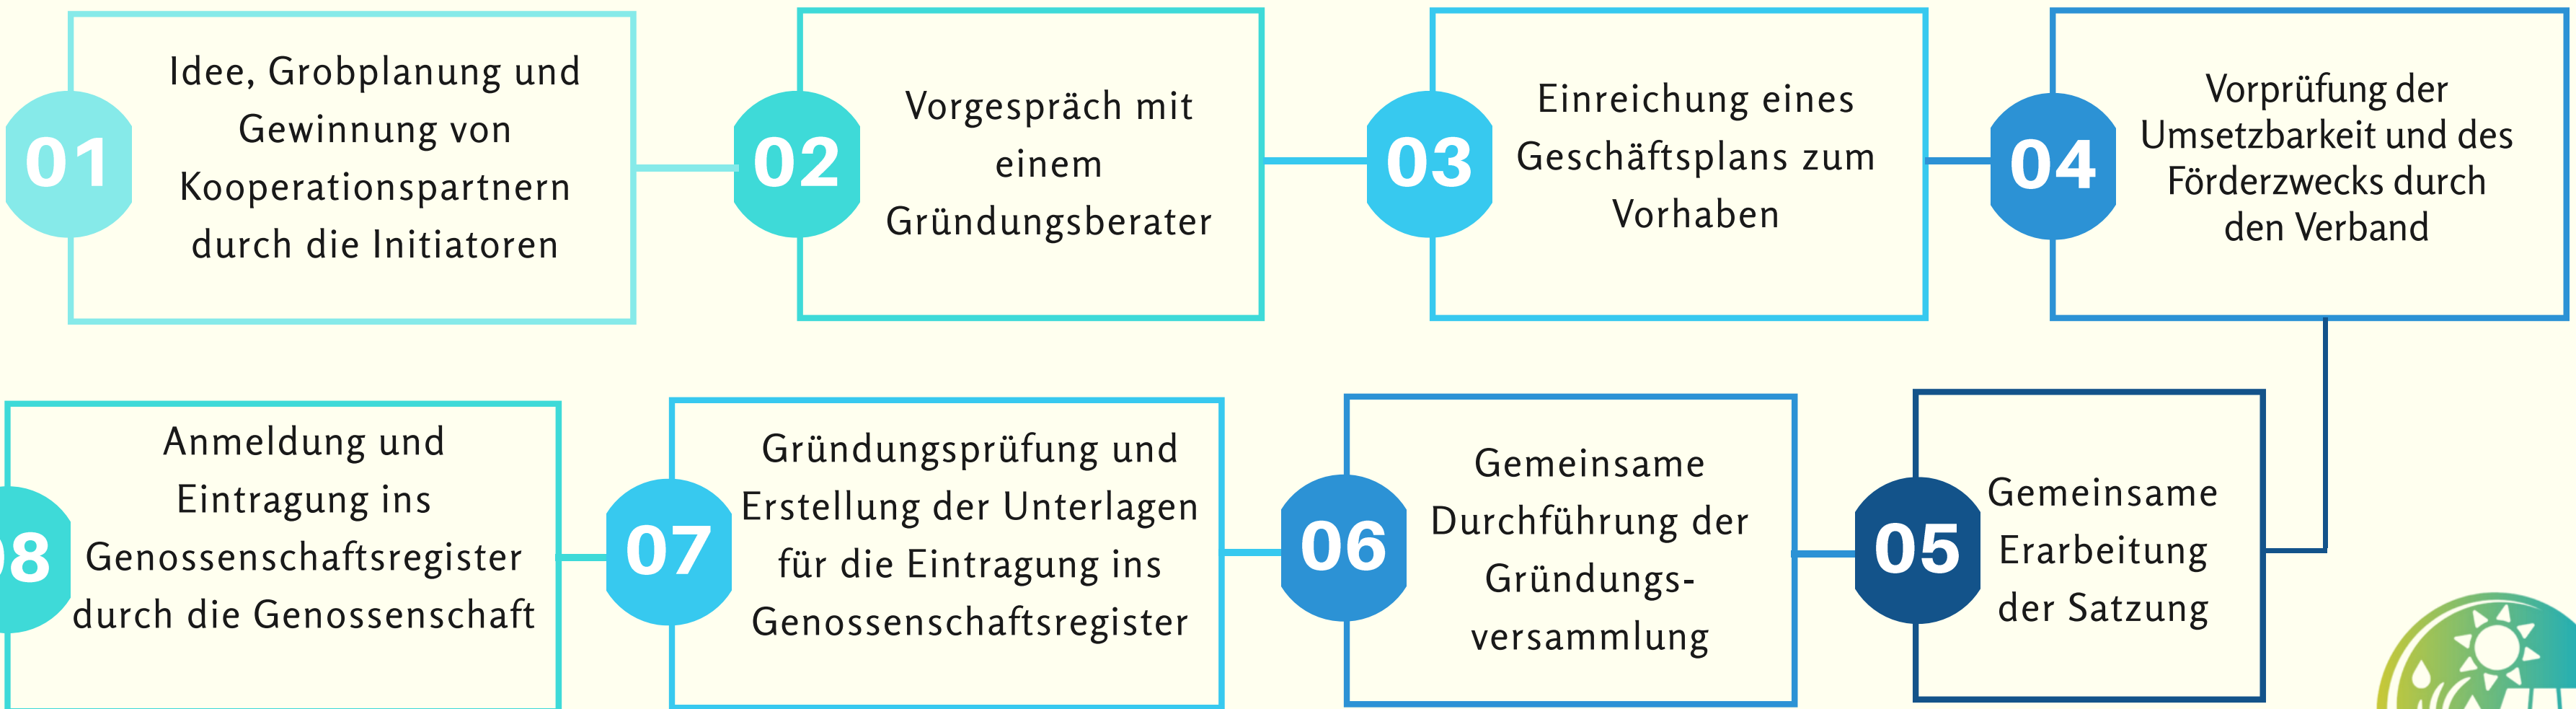 01
Idee, Grobplanung und
Gewinnung von
Kooperationspartnern
durch die Initiatoren
02
Vorgespräch mit
einem
Gründungsberater
03
Einreichung eines
Geschäftsplans zum
Vorhaben
04
Vorprüfung der
Umsetzbarkeit und des
Förderzwecks durch
den Verband
05
Gemeinsame
Erarbeitung
der Satzung
06
Gemeinsame
Durchführung der
Gründungs-
versammlung
07
Gründungsprüfung und
Erstellung der Unterlagen
für die Eintragung ins
Genossenschaftsregister
08
Anmeldung und
Eintragung ins
Genossenschaftsregister
durch die Genossenschaft